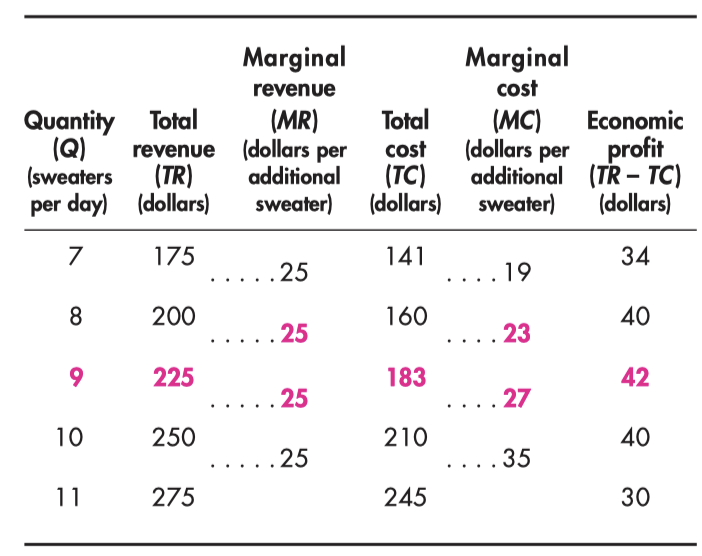 Marginal Marginal
revenue cost
Quantity Total (MR) Total (MC) Economic
(Q) revenue (dollars per cost (dollars per profit
(sweaters (TR) additional (TC) additional (TR – TC)
per day) (dollars) sweater) (dollars) sweater) (dollars)
7 175 141 34
. . . . . 25 . . . . 19
8 200 160 40
. . . . . 25 . . . . 23
9 225 183 42
. . . . . 25 . . . . 27
10 250 210 40
. . . . . 25 . . . . 35
11 275 245 30